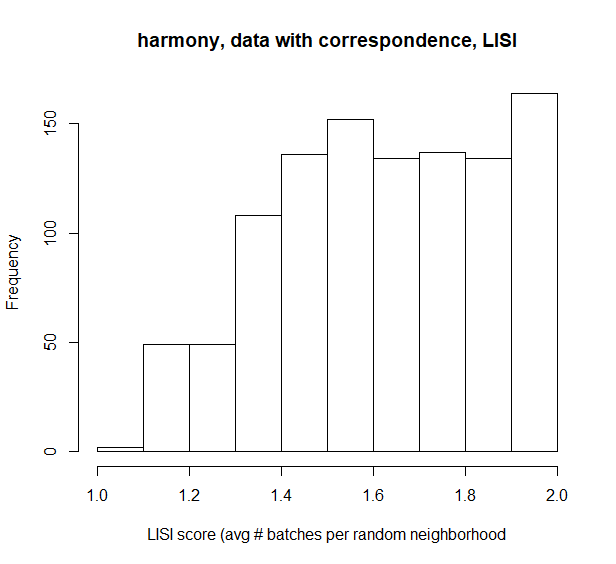 harmony, data with correspondence, LISI
Frequency
150
100
50
0
1.0 1.2 1.4 1.6 1.8 2.0
LISI score (avg # batches per random neighborhood